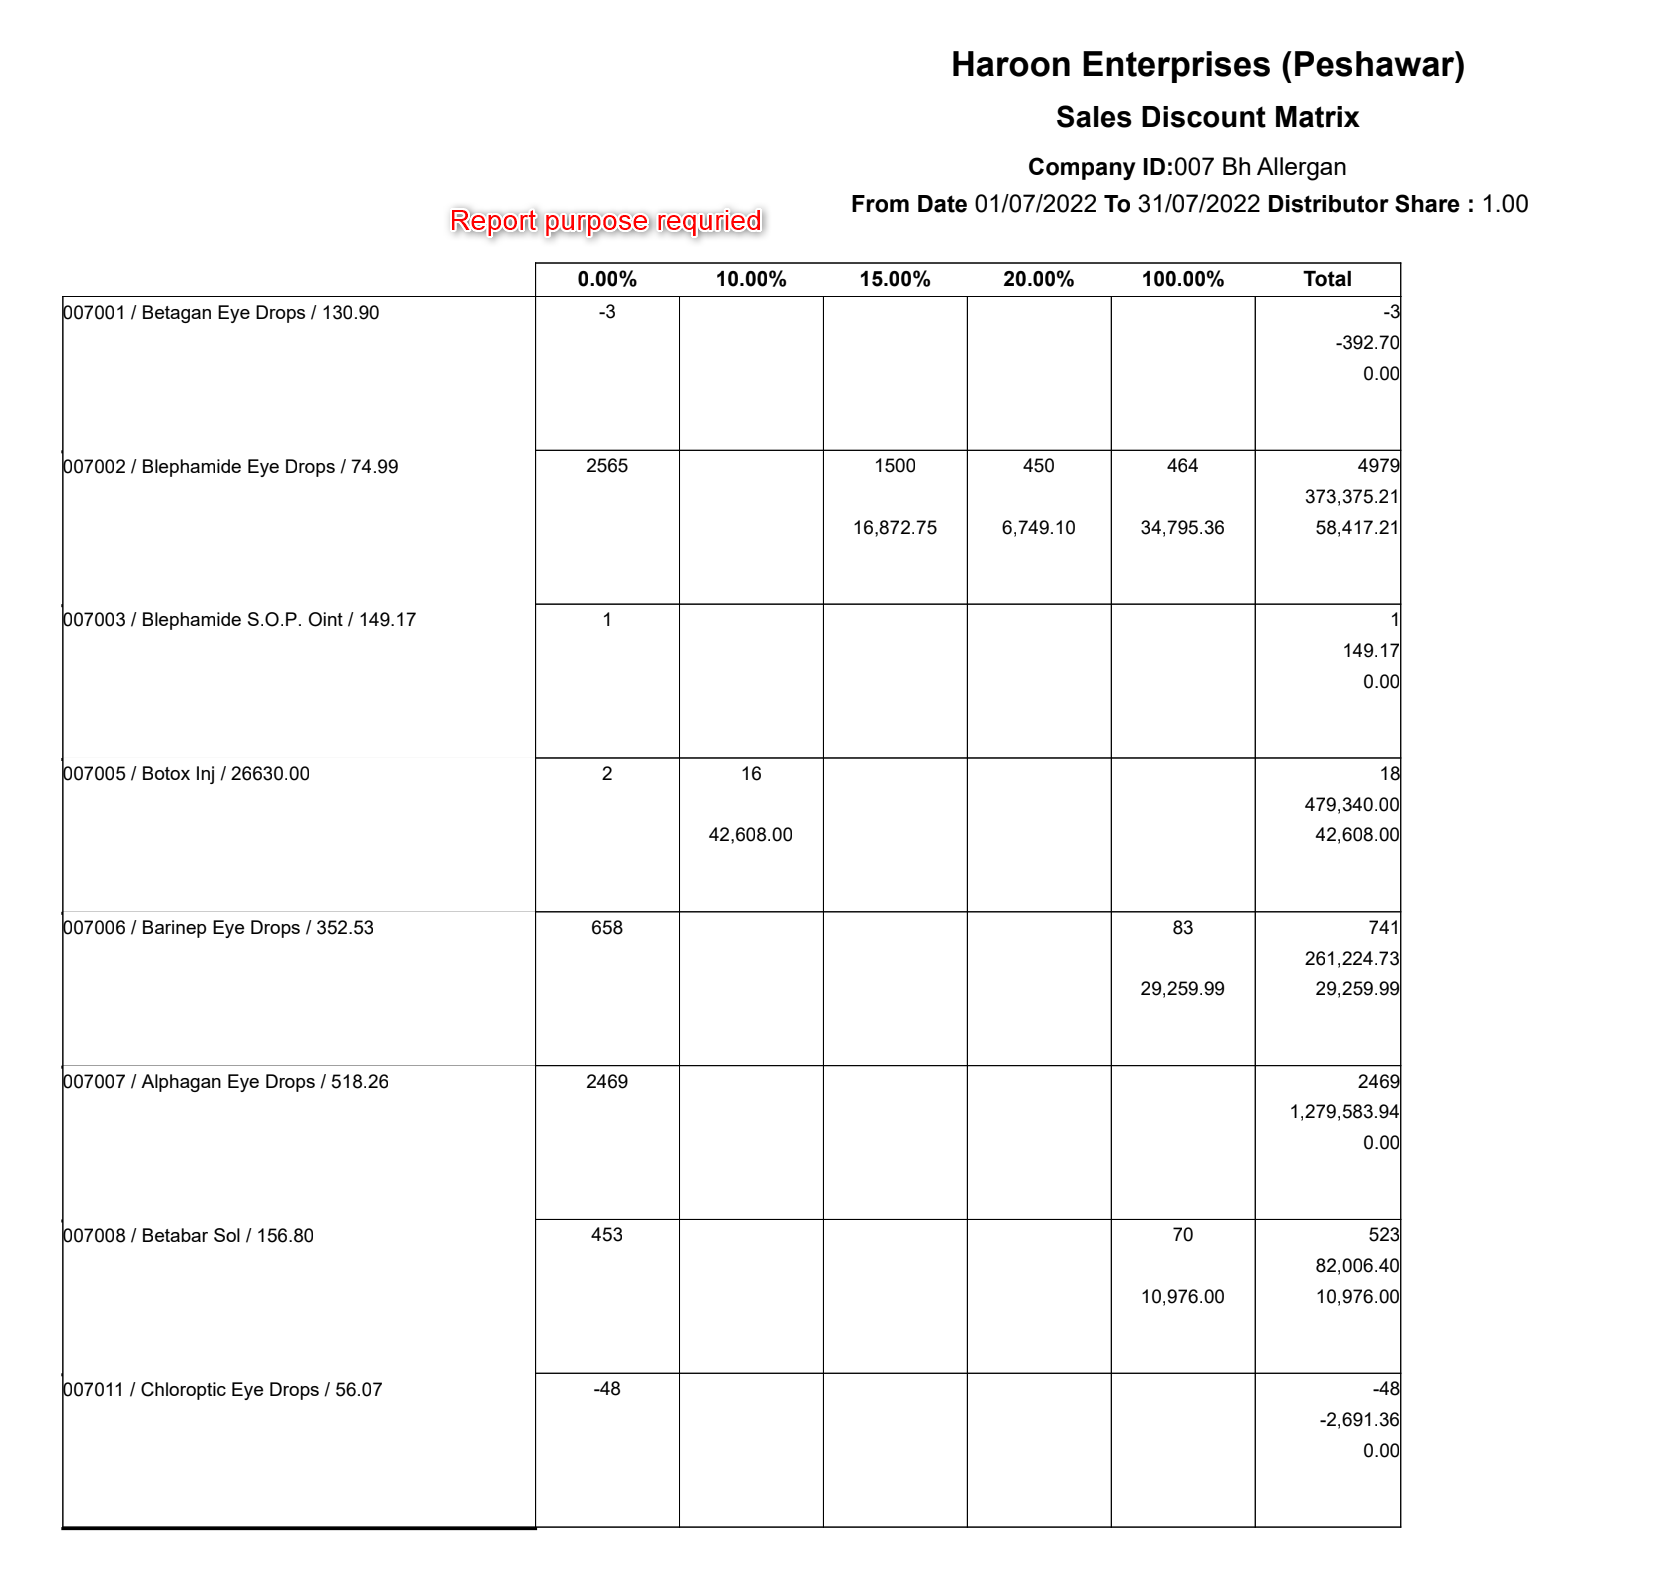 Haroon Enterprises (Peshawar)
Sales Discount Matrix
Company ID:007 Bh Allergan
From Date 01/07/2022 To 31/07/2022 Distributor Share : 1.00
Report purpose requried
0.00% 10.00% 15.00% 20.00% 100.00% Total
007001 / Betagan Eye Drops / 130.90 -3 -3
-392.70
0.00
007002 / Blephamide Eye Drops / 74.99 2565 1500 450 464 4979
373,375.21
16,872.75 6,749.10 34,795.36 58,417.21
007003 / Blephamide S.O.P. Oint / 149.17 1 1
149.17
0.00
007005 / Botox Inj / 26630.00 2 16 18
479,340.00
42,608.00 42,608.00
007006 / Barinep Eye Drops / 352.53 658 83 741
261,224.73
29,259.99 29,259.99
007007 / Alphagan Eye Drops / 518.26 2469 2469
1,279,583.94
0.00
007008 / Betabar Sol / 156.80 453 70 523
82,006.40
10,976.00 10,976.00
007011 / Chloroptic Eye Drops / 56.07 -48 -48
-2,691.36
0.00